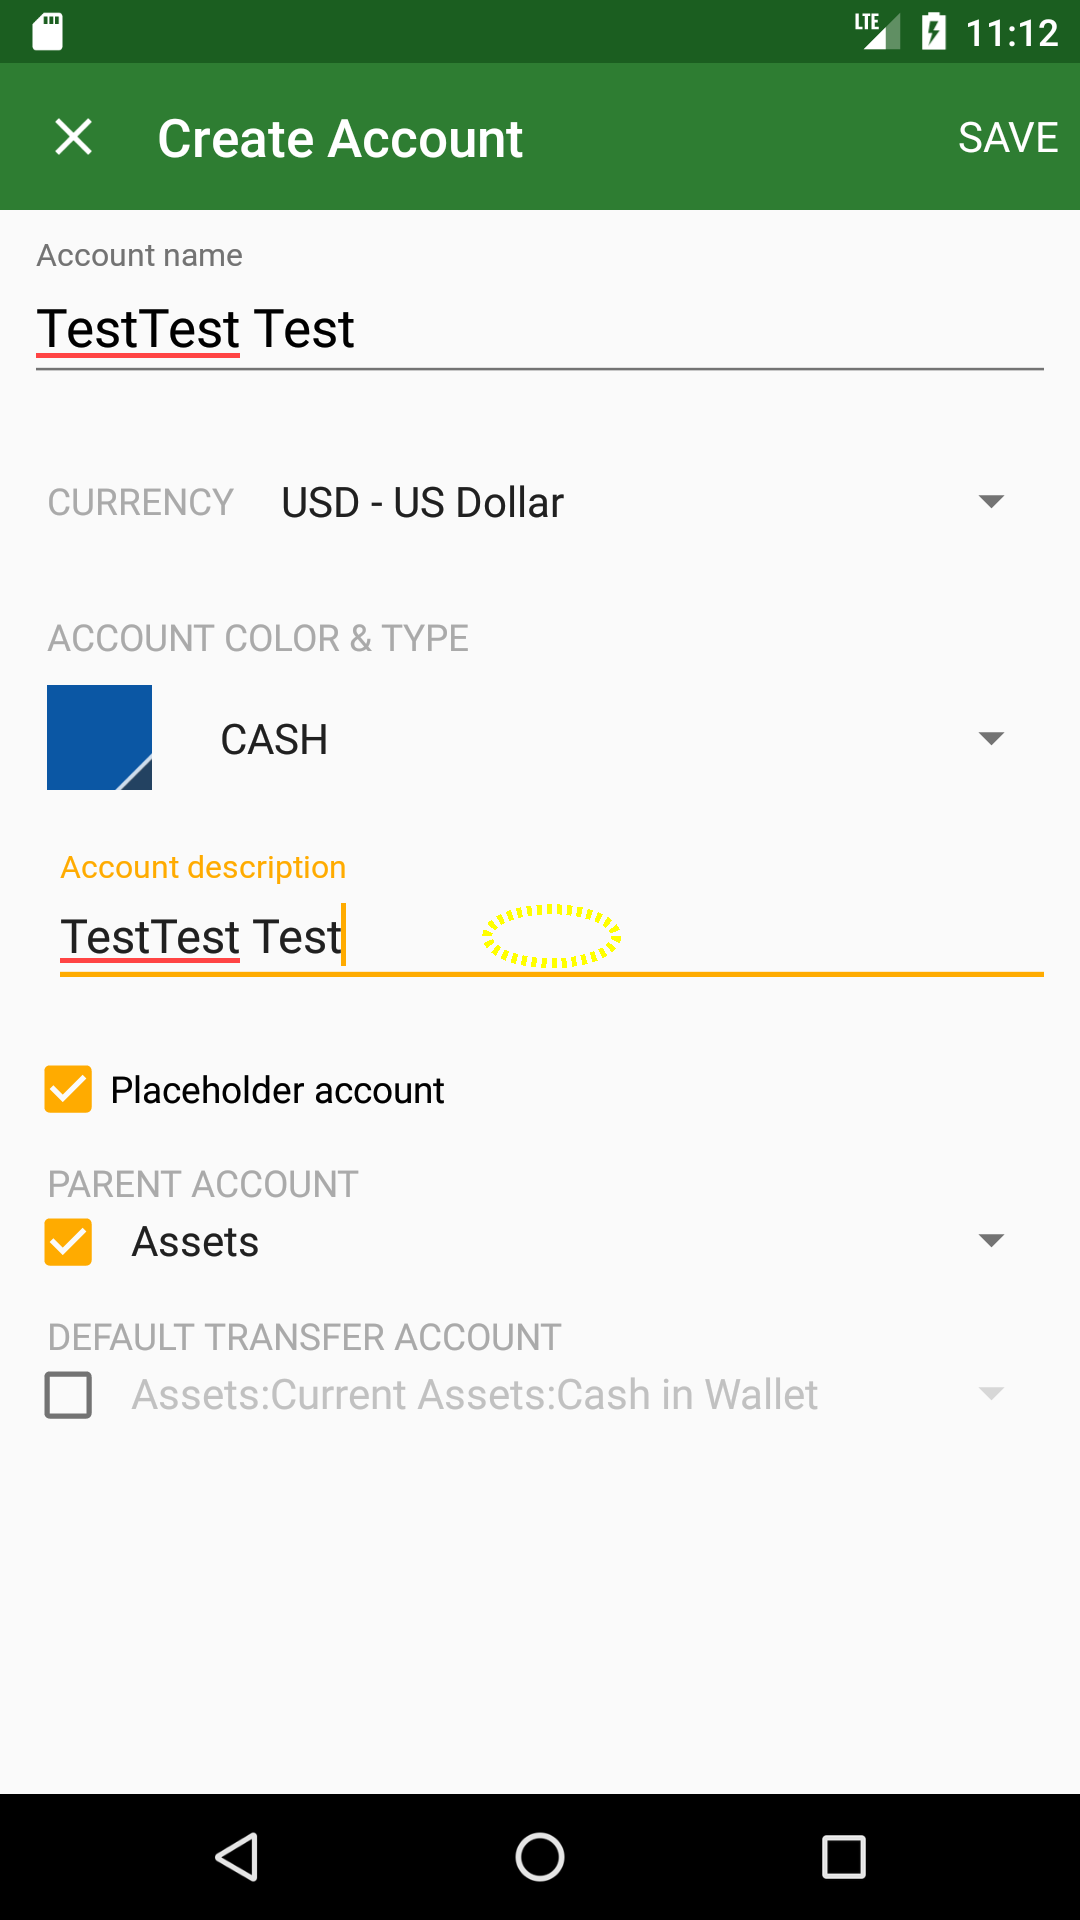 LTE 11:12
Create Account SAVE
Account name
TestTest Test
CURRENCY USD - US Dollar
ACCOUNT COLOR & TYPE
CASH
Account description
TestTest Test
Placeholder account
PARENT ACCOUNT
Assets
DEFAULT TRANSFER ACCOUNT
Assets:Current Assets:Cash in Wallet